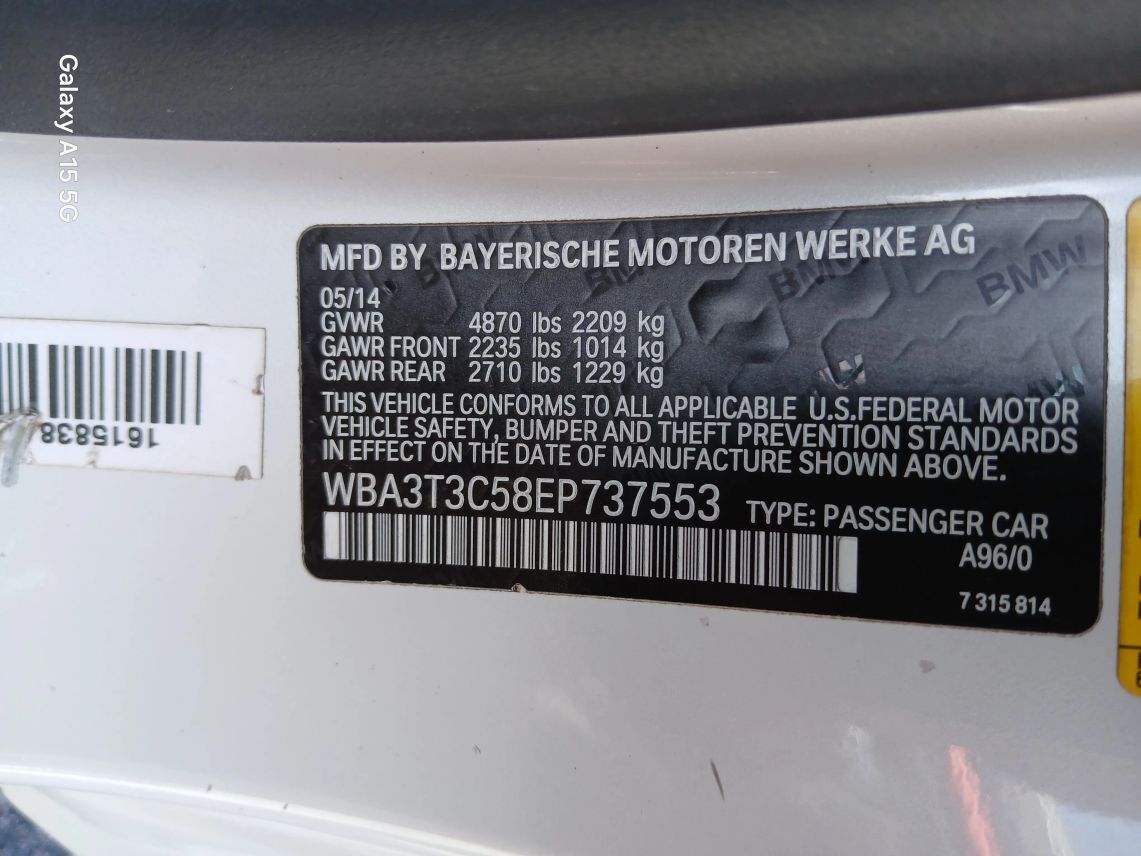 Galaxy A15 5G
MFD BY BAYERISCHE MOTOREN WERKE AG
05/14
GVWR 4870 lbs 2209 kg
GAWR FRONT 2235 lbs 1014 kg
GAWR REAR 2710 lbs 1229 kg
THIS VEHICLE CONFORMS TO ALL APPLICABLE U.S.FEDERAL MOTOR
VEHICLE SAFETY, BUMPER AND THEFT PREVENTION STANDARDS
IN EFFECT ON THE DATE OF MANUFACTURE SHOWN ABOVE.
WBA3T3C58EP737553 TYPE: PASSENGER CAR
A96/0
7 315 814
1615838
BMW
BMW